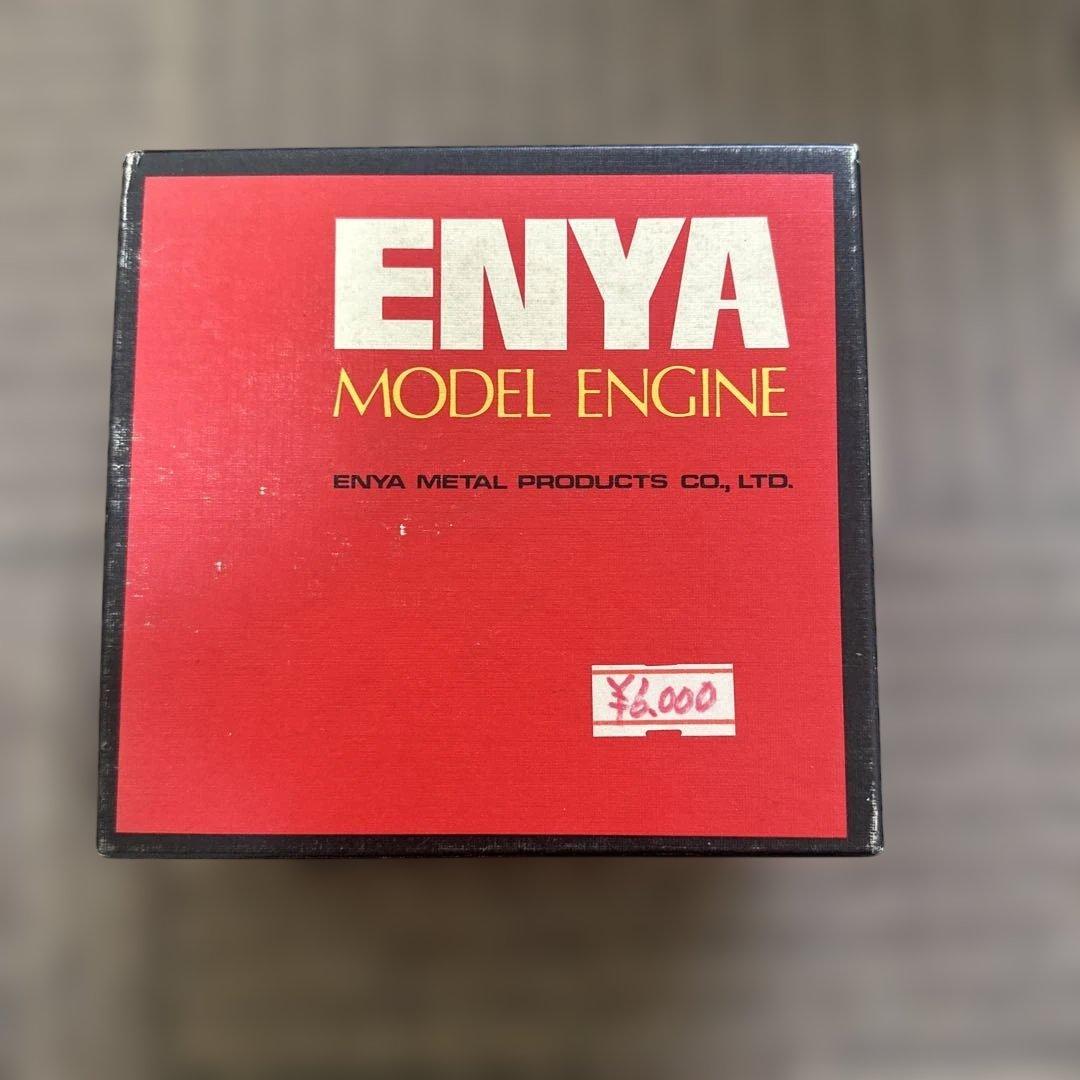 ENYA
MODEL ENGINE
ENYA METAL PRODUCTS CO., LTD.
¥6.000